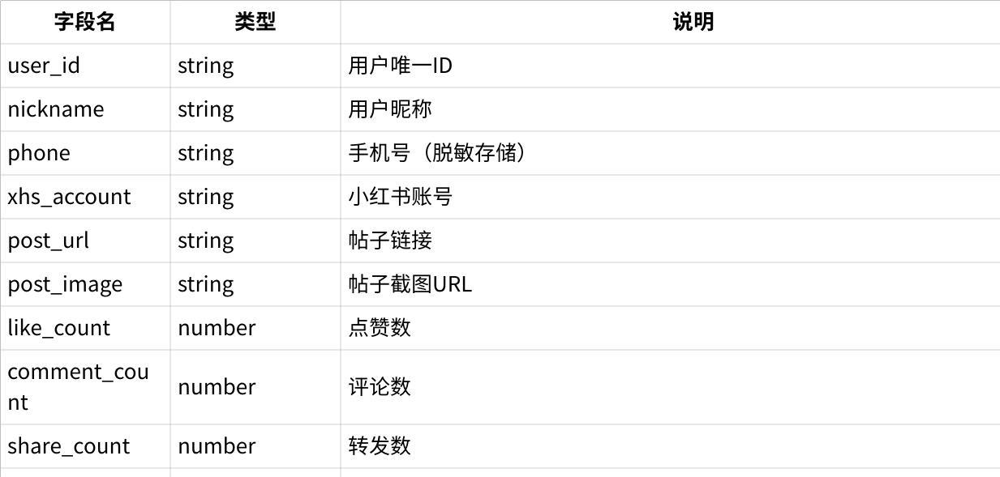 字段名 类型 说明
user_id string 用户唯一ID
nickname string 用户昵称
phone string 手机号（脱敏存储）
xhs_account string 小红书账号
post_url string 帖子链接
post_image string 帖子截图URL
like_count number 点赞数
comment_cou
nt number 评论数
share_count number 转发数